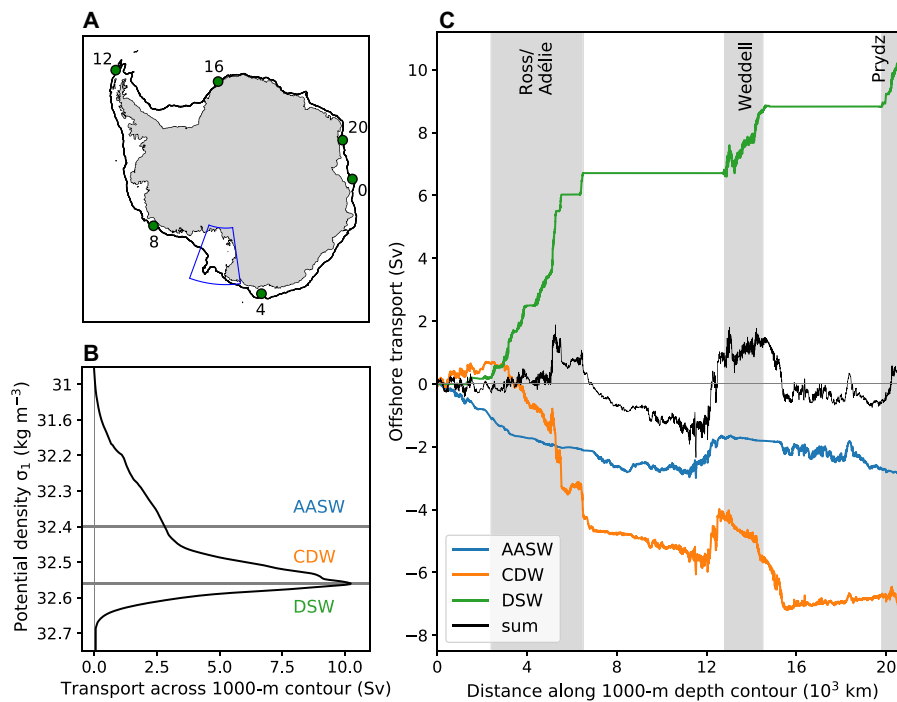 A
12
16
20
0
8
4
B
31
31.6
32.2
32.3
32.4
32.5
32.6
32.7
Potential density σ₁ (kg m⁻³)
AASW
CDW
DSW
0.0 2.5 5.0 7.5 10.0
Transport across 1000-m contour (Sv)
C
Ross/
Adélie
Weddell
Prydz
10
8
6
4
2
0
−2
−4
−6
−8
Offshore transport (Sv)
AASW
CDW
DSW
sum
0 4 8 12 16 20
Distance along 1000-m depth contour (10³ km)